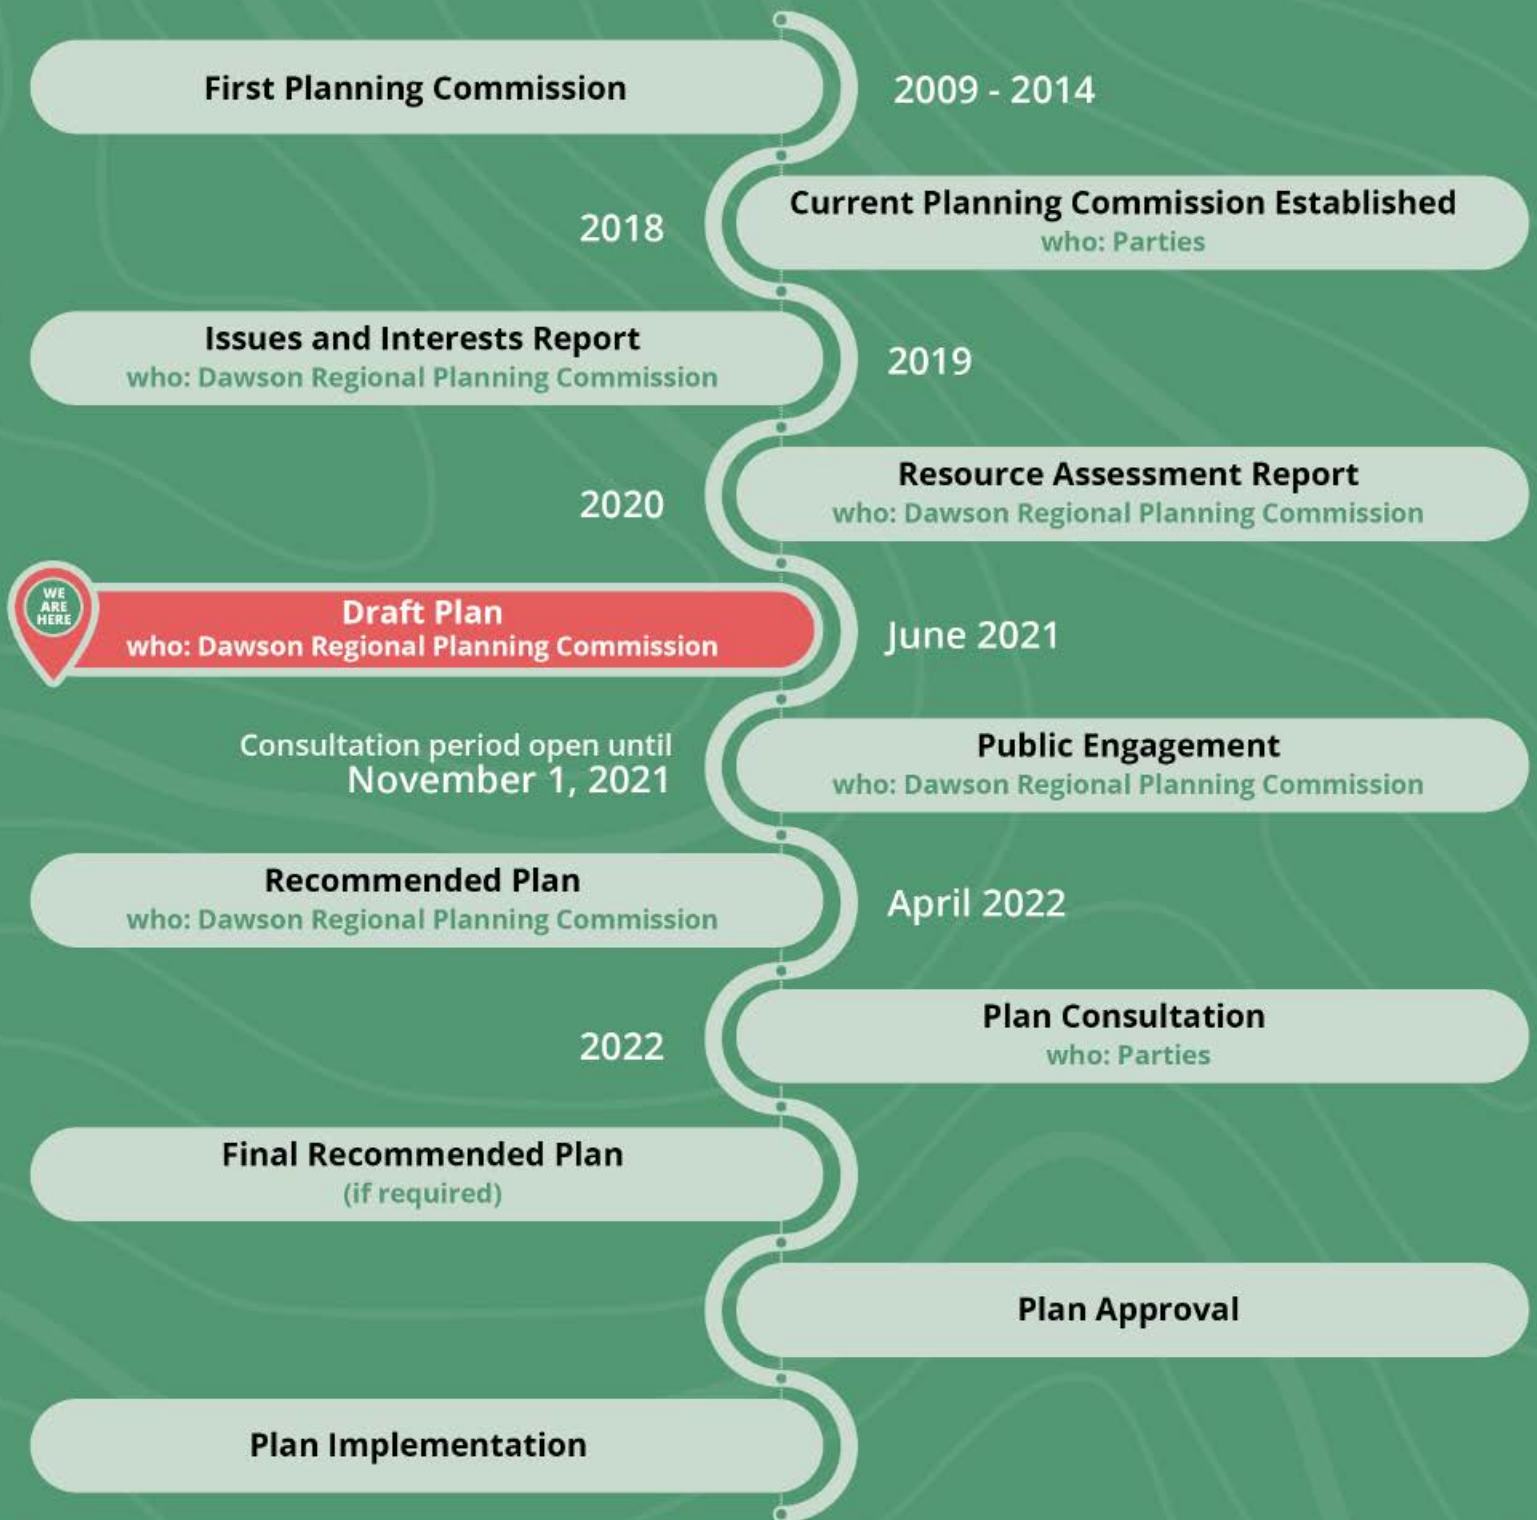 First Planning Commission
2009 - 2014
Current Planning Commission Established
who: Parties
2018
Issues and Interests Report
who: Dawson Regional Planning Commission
2019
Resource Assessment Report
who: Dawson Regional Planning Commission
2020
WE
ARE
HERE
Draft Plan
who: Dawson Regional Planning Commission
June 2021
Public Engagement
who: Dawson Regional Planning Commission
Consultation period open until
November 1, 2021
Recommended Plan
who: Dawson Regional Planning Commission
April 2022
Plan Consultation
who: Parties
2022
Final Recommended Plan
(if required)
Plan Approval
Plan Implementation